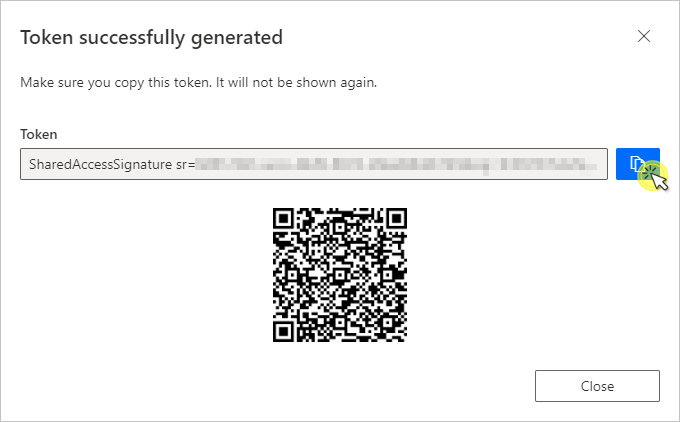 Token successfully generated
Make sure you copy this token. It will not be shown again.
Token
SharedAccessSignature sr=
Close